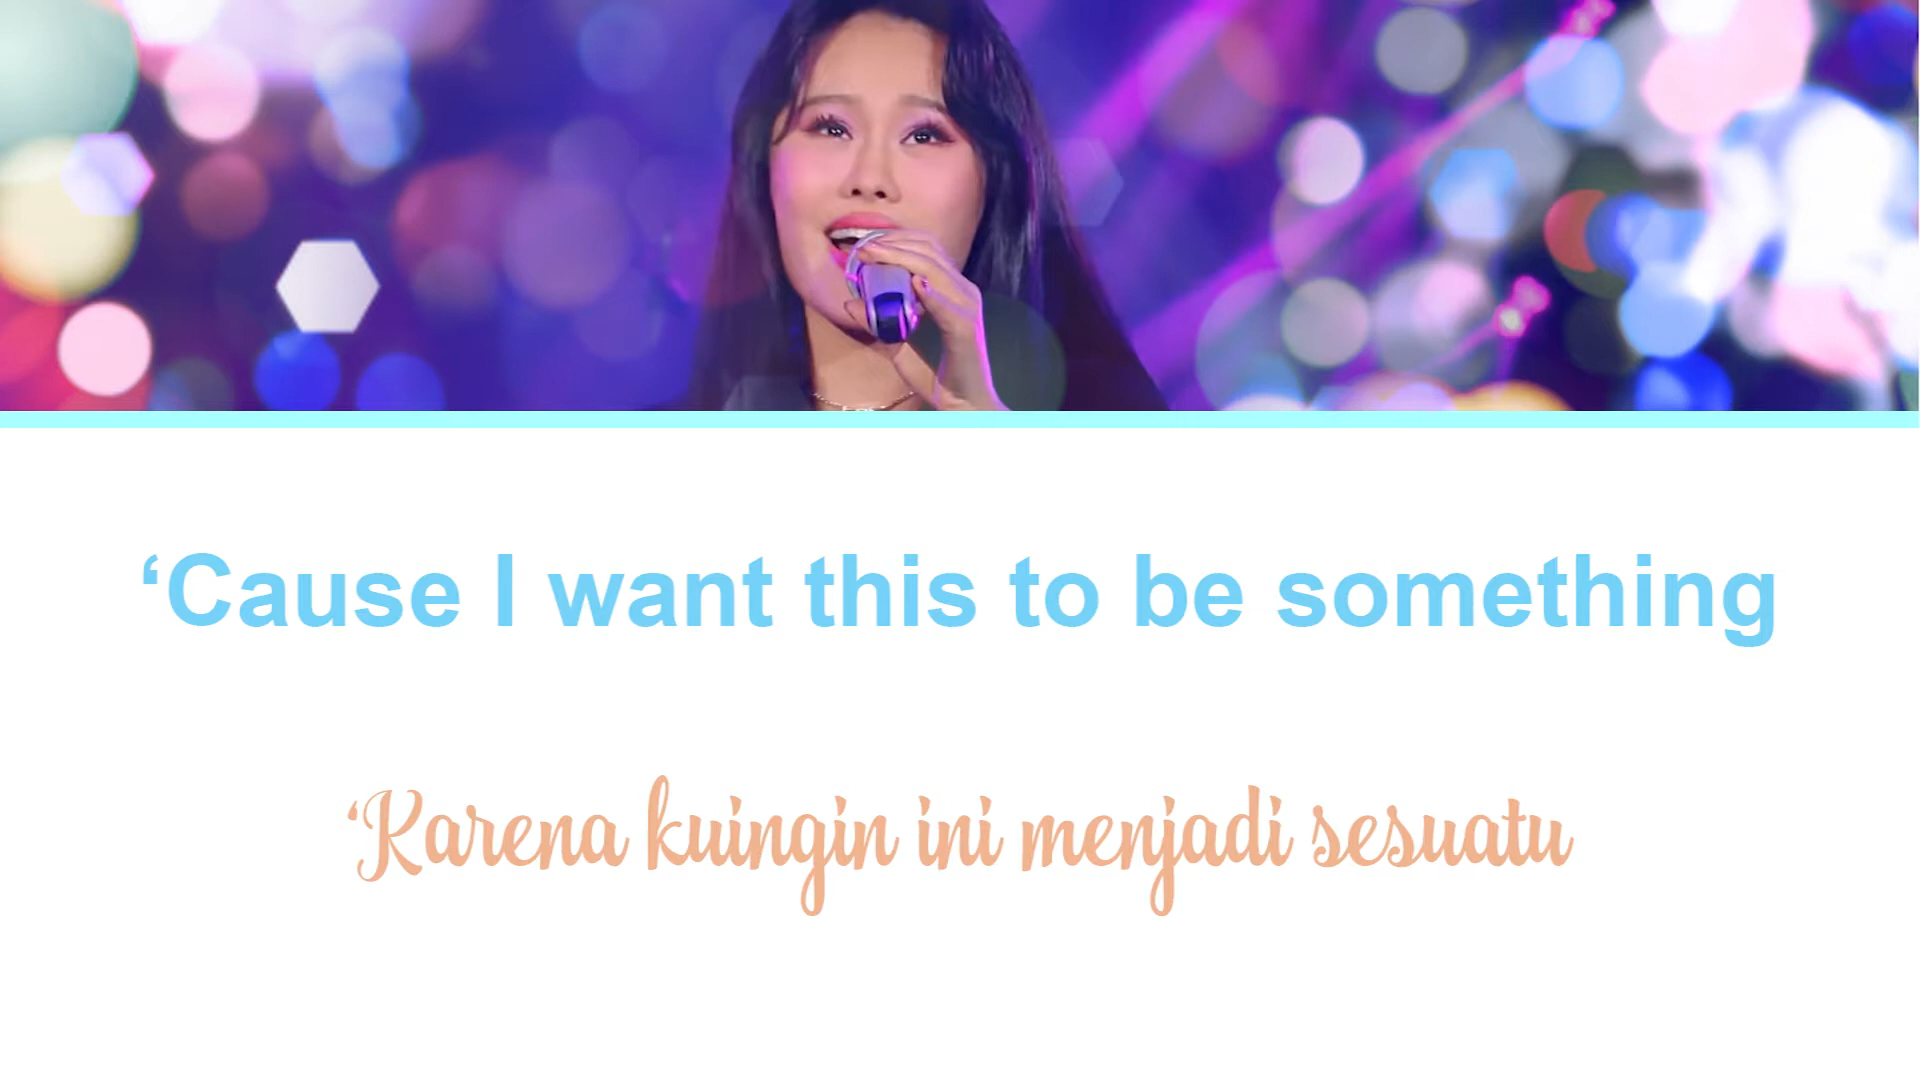 ‘Cause I want this to be something
‘Karena kuingin ini menjadi sesuatu